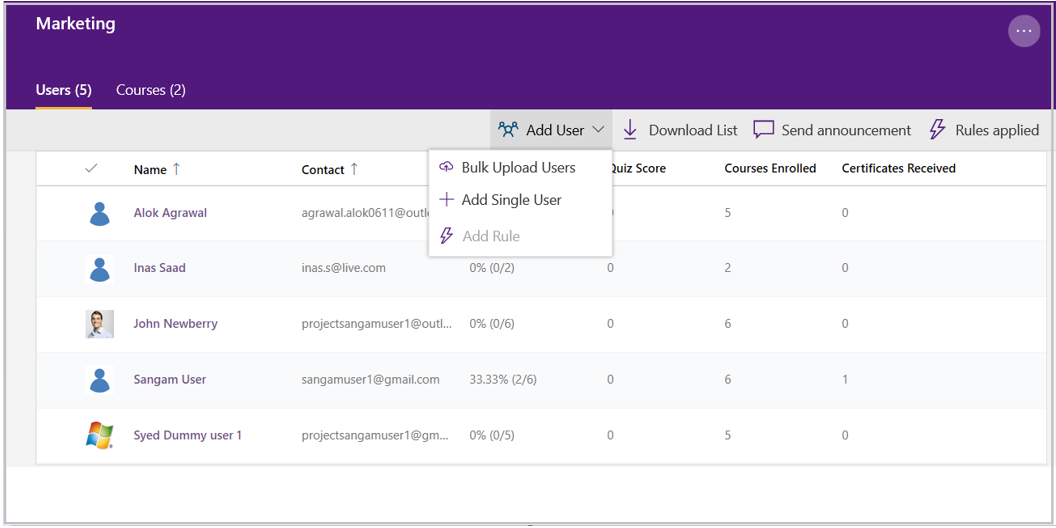 Marketing
...
Users (5) Courses (2)
Add User Download List Send announcement Rules applied
Bulk Upload Users
Add Single User
Add Rule
Name ↑ Contact ↑ Quiz Score Courses Enrolled Certificates Received
Alok Agrawal agrawal.alok0611@outl 5 0
Inas Saad inas.s@live.com 0% (0/2) 0 2 0
John Newberry projectsangamuser1@outl... 0% (0/6) 0 6 0
Sangam User sangamuser1@gmail.com 33.33% (2/6) 0 6 1
Syed Dummy user 1 projectsangamuser1@gm... 0% (0/5) 0 5 0